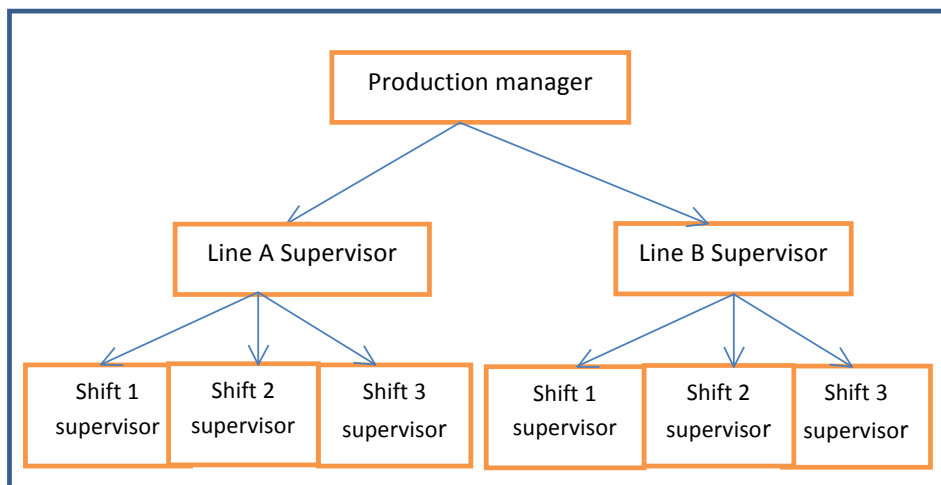 Production manager
Line A Supervisor
Line B Supervisor
Shift 1
supervisor
Shift 2
supervisor
Shift 3
supervisor
Shift 1
supervisor
Shift 2
supervisor
Shift 3
supervisor